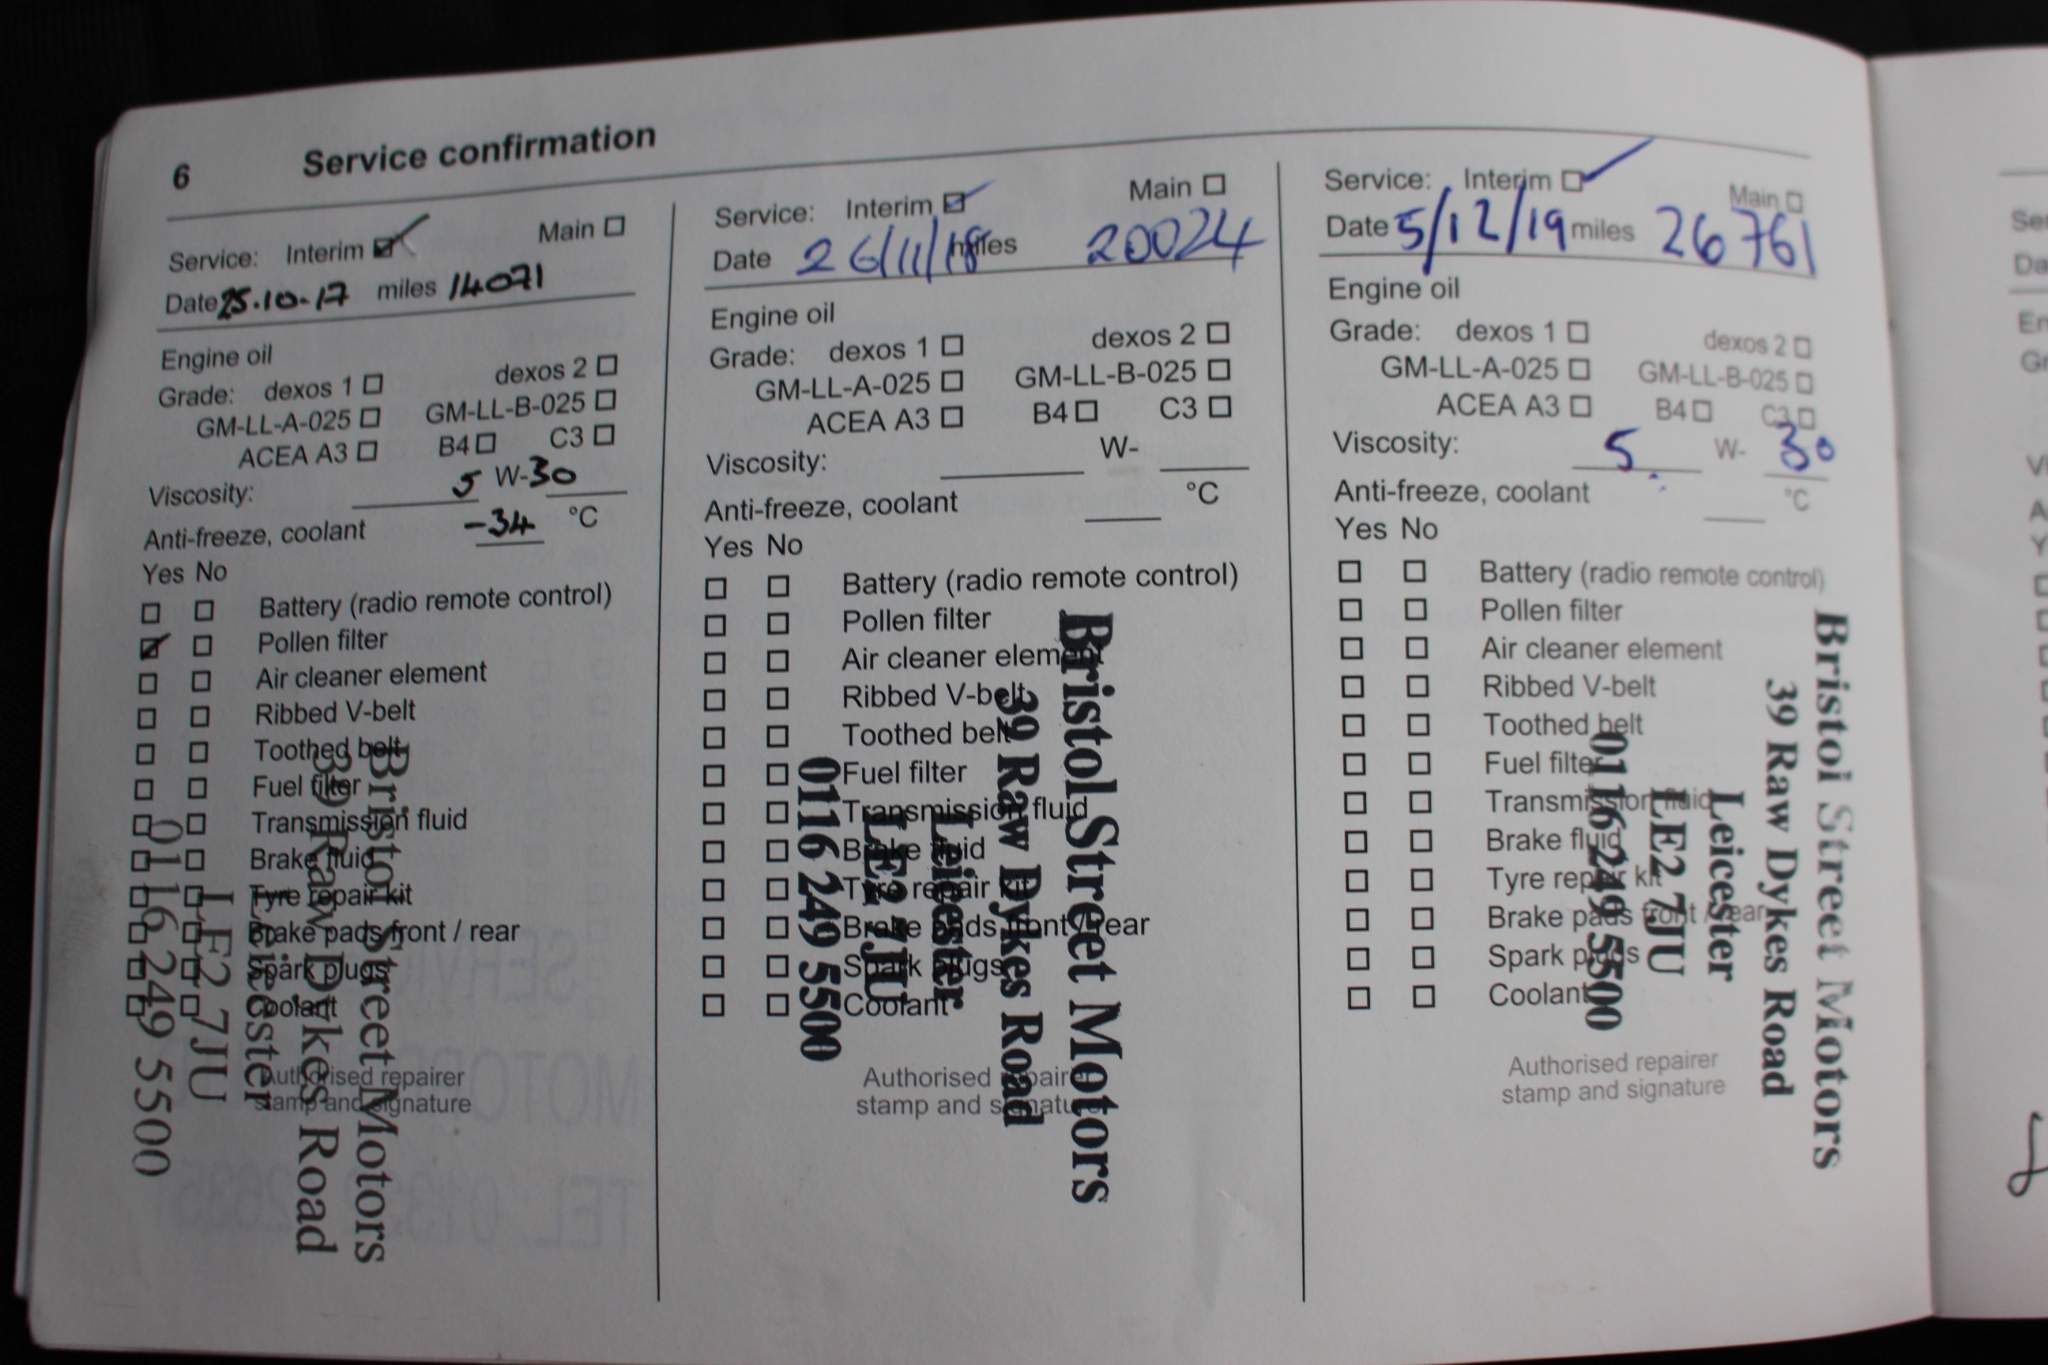 6 Service confirmation
Service: Interim Main
Date 25.10.17 miles 14071
Engine oil
Grade: dexos 1 dexos 2
GM-LL-A-025 GM-LL-B-025
ACEA A3 B4 C3
Viscosity: 5 W-30
Anti-freeze, coolant -34 °C
Yes No
Battery (radio remote control)
Pollen filter
Air cleaner element
Ribbed V-belt
Toothed belt
Fuel filter
Transmission fluid
Brake fluid
Tyre repair kit
Brake pads front / rear
Spark plugs
Coolant
Authorised repairer
stamp and signature
Bristol Street Motors
39 Raw Dykes Road
Leicester
LE2 7JU
0116 249 5500
Service: Interim Main
Date 26/11/18 miles 20024
Engine oil
Grade: dexos 1 dexos 2
GM-LL-A-025 GM-LL-B-025
ACEA A3 B4 C3
Viscosity: W-
Anti-freeze, coolant °C
Yes No
Battery (radio remote control)
Pollen filter
Air cleaner element
Ribbed V-belt
Toothed belt
Fuel filter
Transmission fluid
Brake fluid
Tyre repair kit
Brake pads front / rear
Spark plugs
Coolant
Authorised repairer
stamp and signature
Bristol Street Motors
39 Raw Dykes Road
Leicester
LE2 7JU
0116 249 5500
Service: Interim Main
Date 5/12/19 miles 26761
Engine oil
Grade: dexos 1 dexos 2
GM-LL-A-025 GM-LL-B-025
ACEA A3 B4 C3
Viscosity: 5 W- 30
Anti-freeze, coolant °C
Yes No
Battery (radio remote control)
Pollen filter
Air cleaner element
Ribbed V-belt
Toothed belt
Fuel filter
Transmission fluid
Brake fluid
Tyre repair kit
Brake pads front / rear
Spark plugs
Coolant
Authorised repairer
stamp and signature
Bristol Street Motors
39 Raw Dykes Road
Leicester
LE2 7JU
0116 249 5500